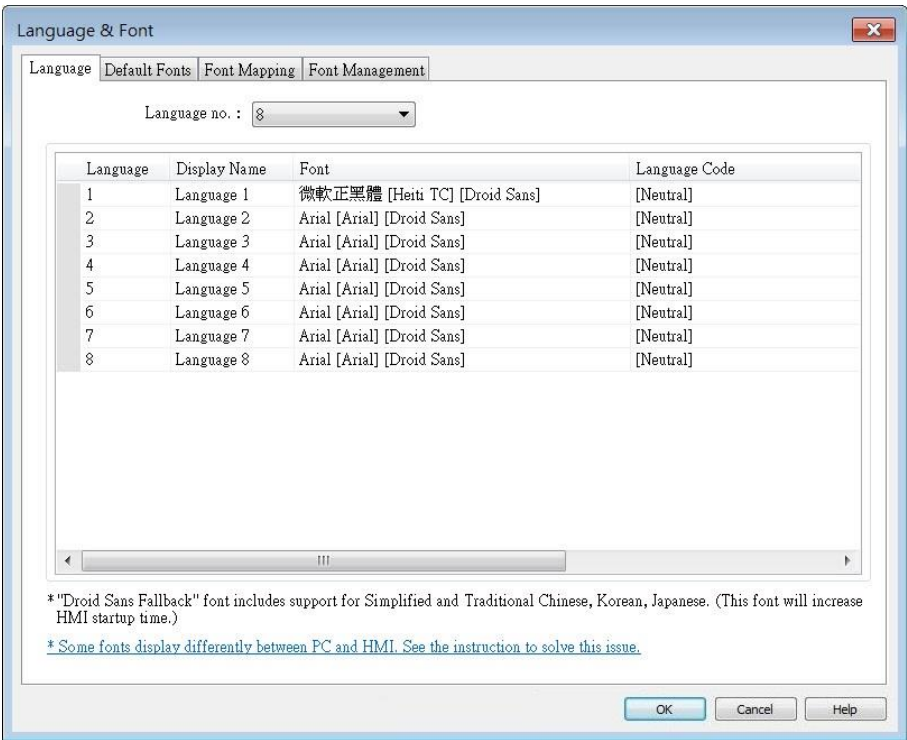 Language & Font
Language Default Fonts Font Mapping Font Management
Language no. : 8
Language Display Name Font Language Code
1 Language 1 微軟正黑體 [Heiti TC] [Droid Sans] [Neutral]
2 Language 2 Arial [Arial] [Droid Sans] [Neutral]
3 Language 3 Arial [Arial] [Droid Sans] [Neutral]
4 Language 4 Arial [Arial] [Droid Sans] [Neutral]
5 Language 5 Arial [Arial] [Droid Sans] [Neutral]
6 Language 6 Arial [Arial] [Droid Sans] [Neutral]
7 Language 7 Arial [Arial] [Droid Sans] [Neutral]
8 Language 8 Arial [Arial] [Droid Sans] [Neutral]
* "Droid Sans Fallback" font includes support for Simplified and Traditional Chinese, Korean, Japanese. (This font will increase
HMI startup time.)
* Some fonts display differently between PC and HMI. See the instruction to solve this issue.
OK Cancel Help